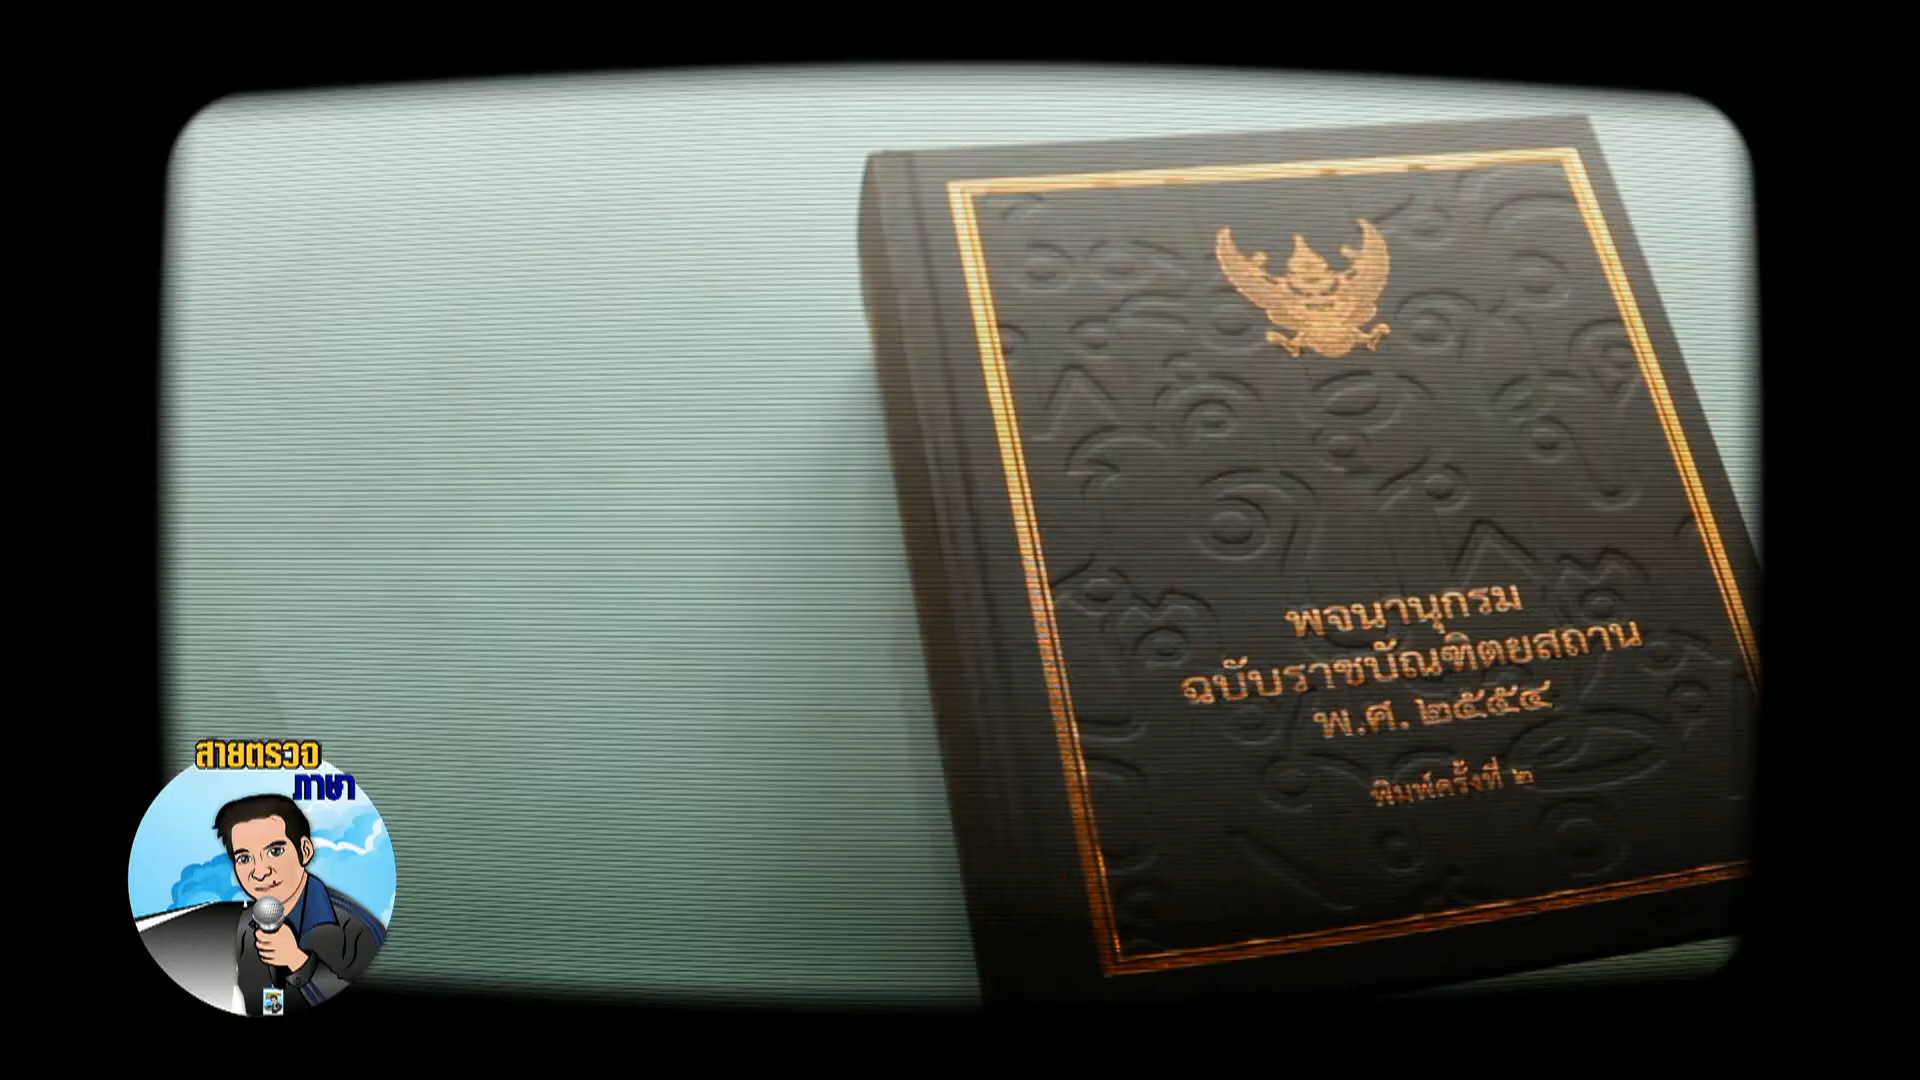 พจนานุกรม
ฉบับราชบัณฑิตยสถาน
พ.ศ. ๒๕๕๔
พิมพ์ครั้งที่ ๒
สายตรวจ
ภาษา